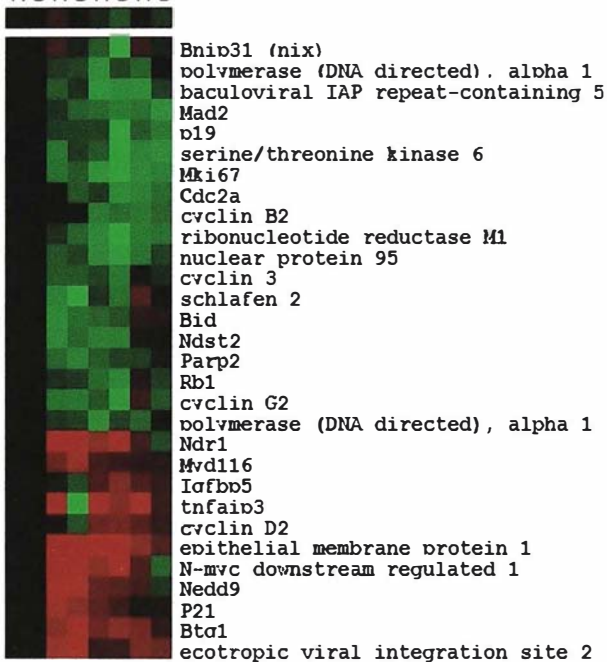 Bnip31 (nix)
polymerase (DNA directed). alpha 1
baculoviral IAP repeat-containing 5
Mad2
p19
serine/threonine kinase 6
Mki67
Cdc2a
cyclin B2
ribonucleotide reductase M1
nuclear protein 95
cyclin 3
schlafen 2
Bid
Ndst2
Parp2
Rb1
cyclin G2
polymerase (DNA directed), alpha 1
Ndr1
Myd116
Igfbp5
tnfaip3
cyclin D2
epithelial membrane protein 1
N-myc downstream regulated 1
Nedd9
P21
Btg1
ecotropic viral integration site 2